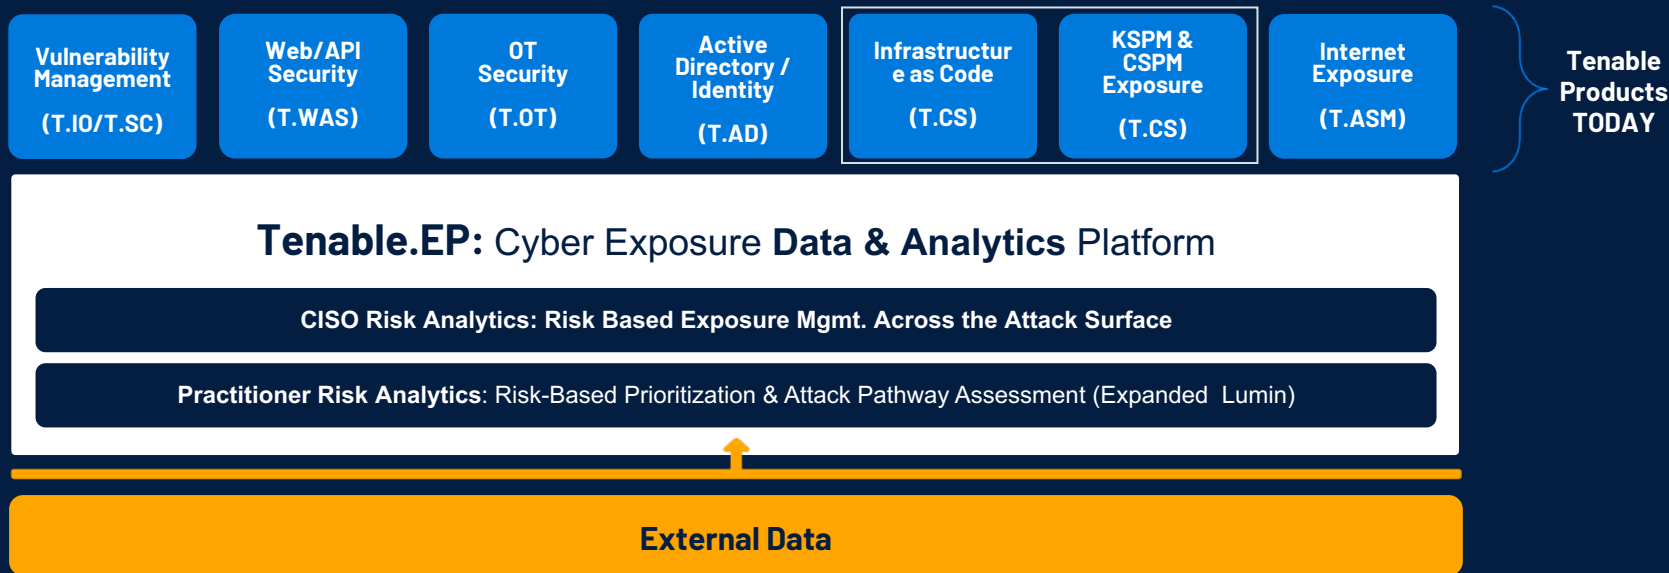 Vulnerability
Management
(T.IO/T.SC)
Web/API
Security
(T.WAS)
OT
Security
(T.OT)
Active
Directory /
Identity
(T.AD)
Infrastructur
e as Code
(T.CS)
KSPM &
CSPM
Exposure
(T.CS)
Internet
Exposure
(T.ASM)
Tenable
Products
TODAY
Tenable.EP: Cyber Exposure Data & Analytics Platform
CISO Risk Analytics: Risk Based Exposure Mgmt. Across the Attack Surface
Practitioner Risk Analytics: Risk-Based Prioritization & Attack Pathway Assessment (Expanded Lumin)
External Data